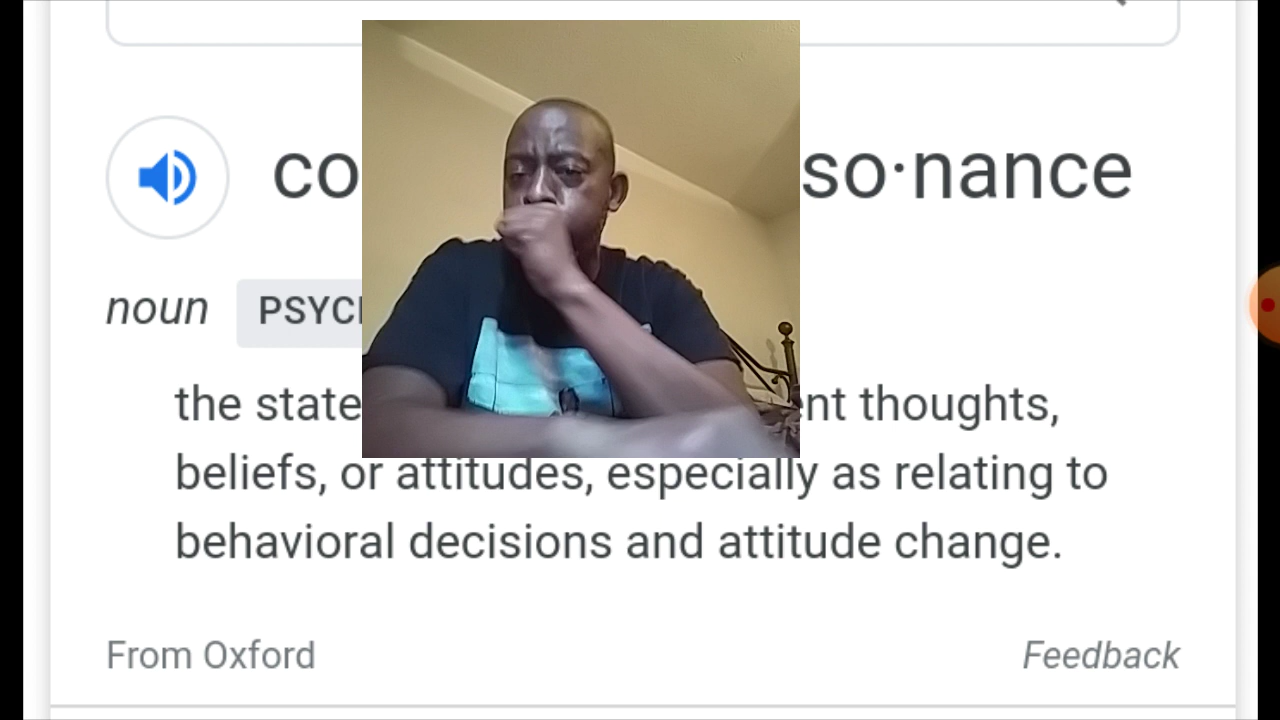 co so·nance
noun PSYC
the state nt thoughts,
beliefs, or attitudes, especially as relating to
behavioral decisions and attitude change.
From Oxford Feedback